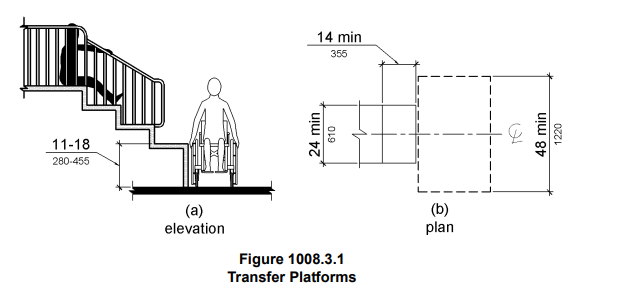 11-18
280-455
(a)
elevation
14 min
355
24 min
610
℄
48 min
1220
(b)
plan
Figure 1008.3.1
Transfer Platforms